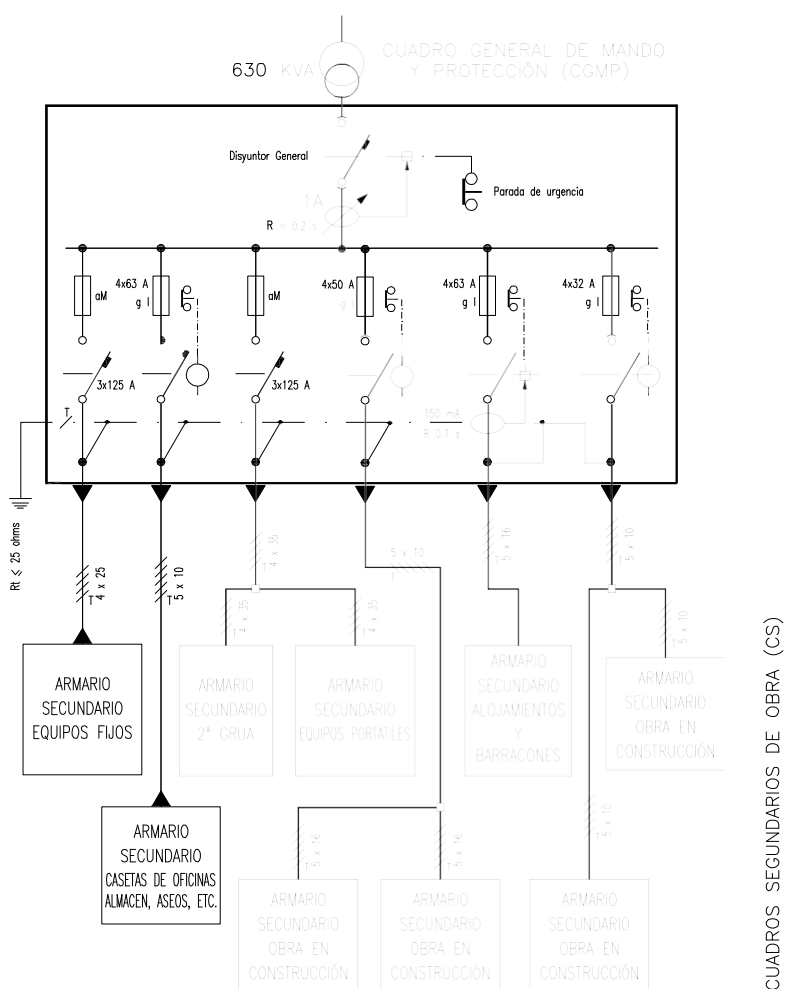 630 KVA
CUADRO GENERAL DE MANDO
Y PROTECCIÓN (CGMP)
Disyuntor General
Parada de urgencia
1A
R = 0.2 s
aM
4x63 A
g l
aM
4x50 A
g l
4x63 A
g l
4x32 A
g l
3x125 A
3x125 A
T
150 mA
R 0.1 s
Rt ≤ 25 ohms
T 4 x 25
T 5 x 10
T 4 x 35
5 x 10
T
T 5 x 16
T 5 x 10
T 4 x 35
T 4 x 35
T 5 x 10
ARMARIO
SECUNDARIO
EQUIPOS FIJOS
ARMARIO
SECUNDARIO
2ª GRUA
ARMARIO
SECUNDARIO
EQUIPOS PORTATILES
ARMARIO
SECUNDARIO
ALOJAMIENTOS
Y
BARRACONES
ARMARIO
SECUNDARIO
OBRA EN
CONSTRUCCIÓN
ARMARIO
SECUNDARIO
CASETAS DE OFICINAS
ALMACEN, ASEOS, ETC.
T 5 x 16
T 5 x 16
T 5 x 10
ARMARIO
SECUNDARIO
OBRA EN
CONSTRUCCIÓN
ARMARIO
SECUNDARIO
OBRA EN
CONSTRUCCIÓN
ARMARIO
SECUNDARIO
OBRA EN
CONSTRUCCIÓN
CUADROS SEGUNDARIOS DE OBRA (CS)